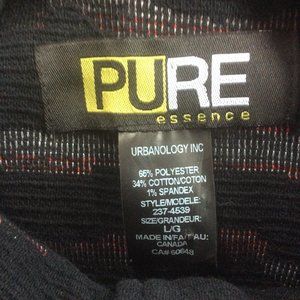 PURE
essence
URBANOLOGY INC
65% POLYESTER
34% COTTON/COTON
1% SPANDEX
STYLE/MODELE:
237-4539
SIZE/GRANDEUR:
L/G
MADE IN/FAIT AU:
CANADA
CA# 60648